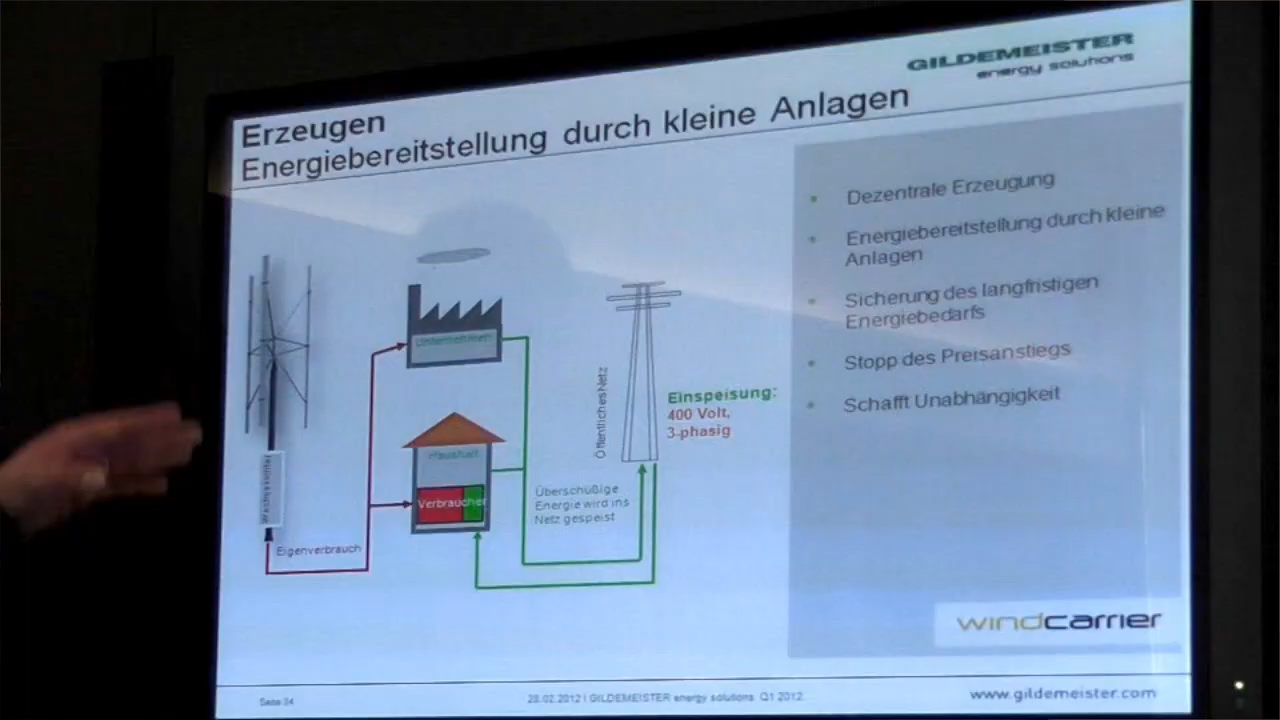 GILDEMEISTER
energy solutions
Erzeugen
Energiebereitstellung durch kleine Anlagen
Dezentrale Erzeugung
Energiebereitstellung durch kleine
Anlagen
Sicherung des langfristigen
Energiebedarfs
Stopp des Preisanstiegs
Schafft Unabhängigkeit
Unternehmen
Haushalt
Verbraucher
Wechselrichter
Eigenverbrauch
Öffentliches Netz
Einspeisung:
400 Volt,
3-phasig
Überschüßige
Energie wird ins
Netz gespeist
windcarrier
Seite 34
28.02.2012 | GILDEMEISTER energy solutions Q1 2012
www.gildemeister.com